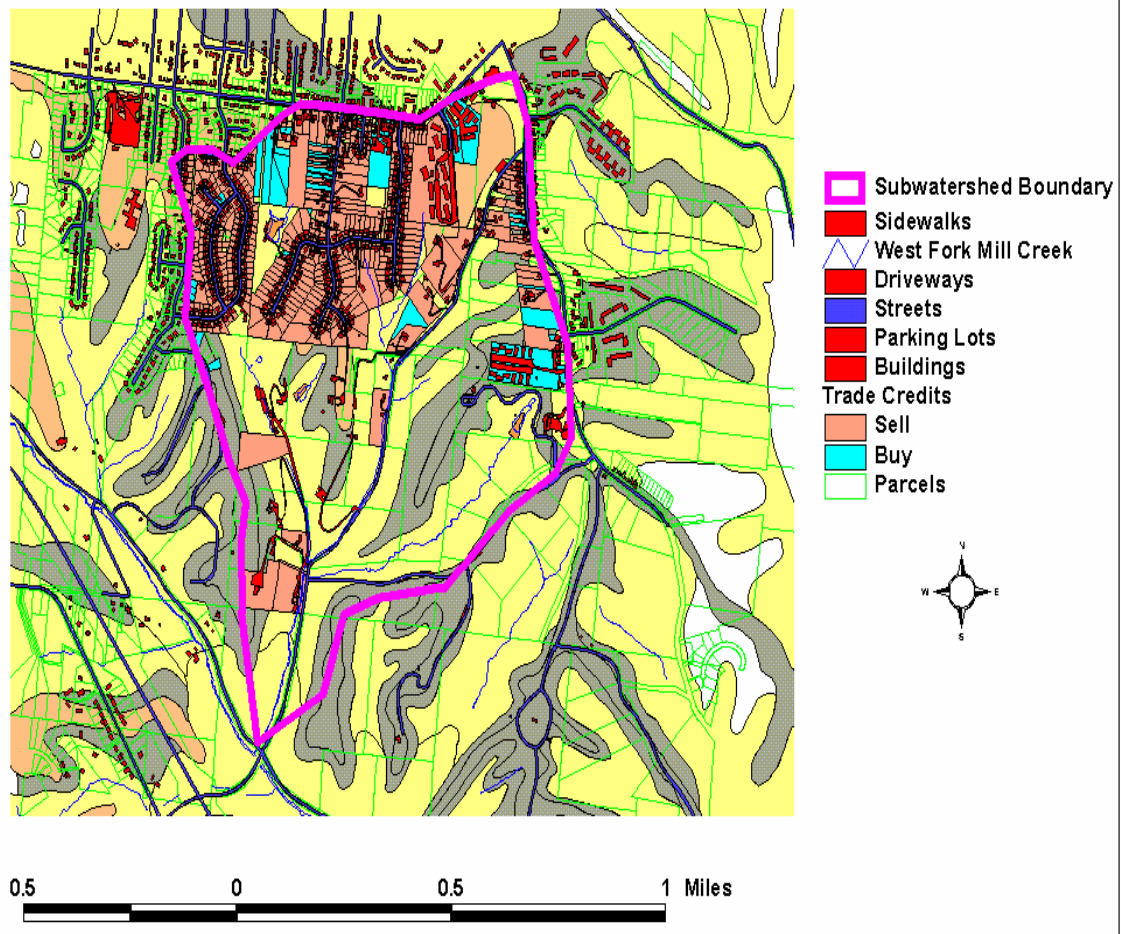 Subwatershed Boundary
Sidewalks
West Fork Mill Creek
Driveways
Streets
Parking Lots
Buildings
Trade Credits
Sell
Buy
Parcels
N
W E
S
0.5 0 0.5 1 Miles